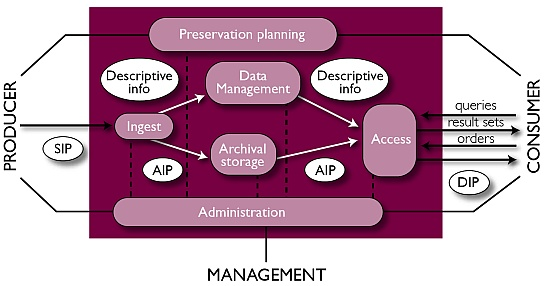 Preservation planning
PRODUCER
Descriptive
info
Data
Management
Descriptive
info
CONSUMER
queries
result sets
orders
Ingest
Access
SIP
AIP
Archival
storage
AIP
DIP
Administration
MANAGEMENT